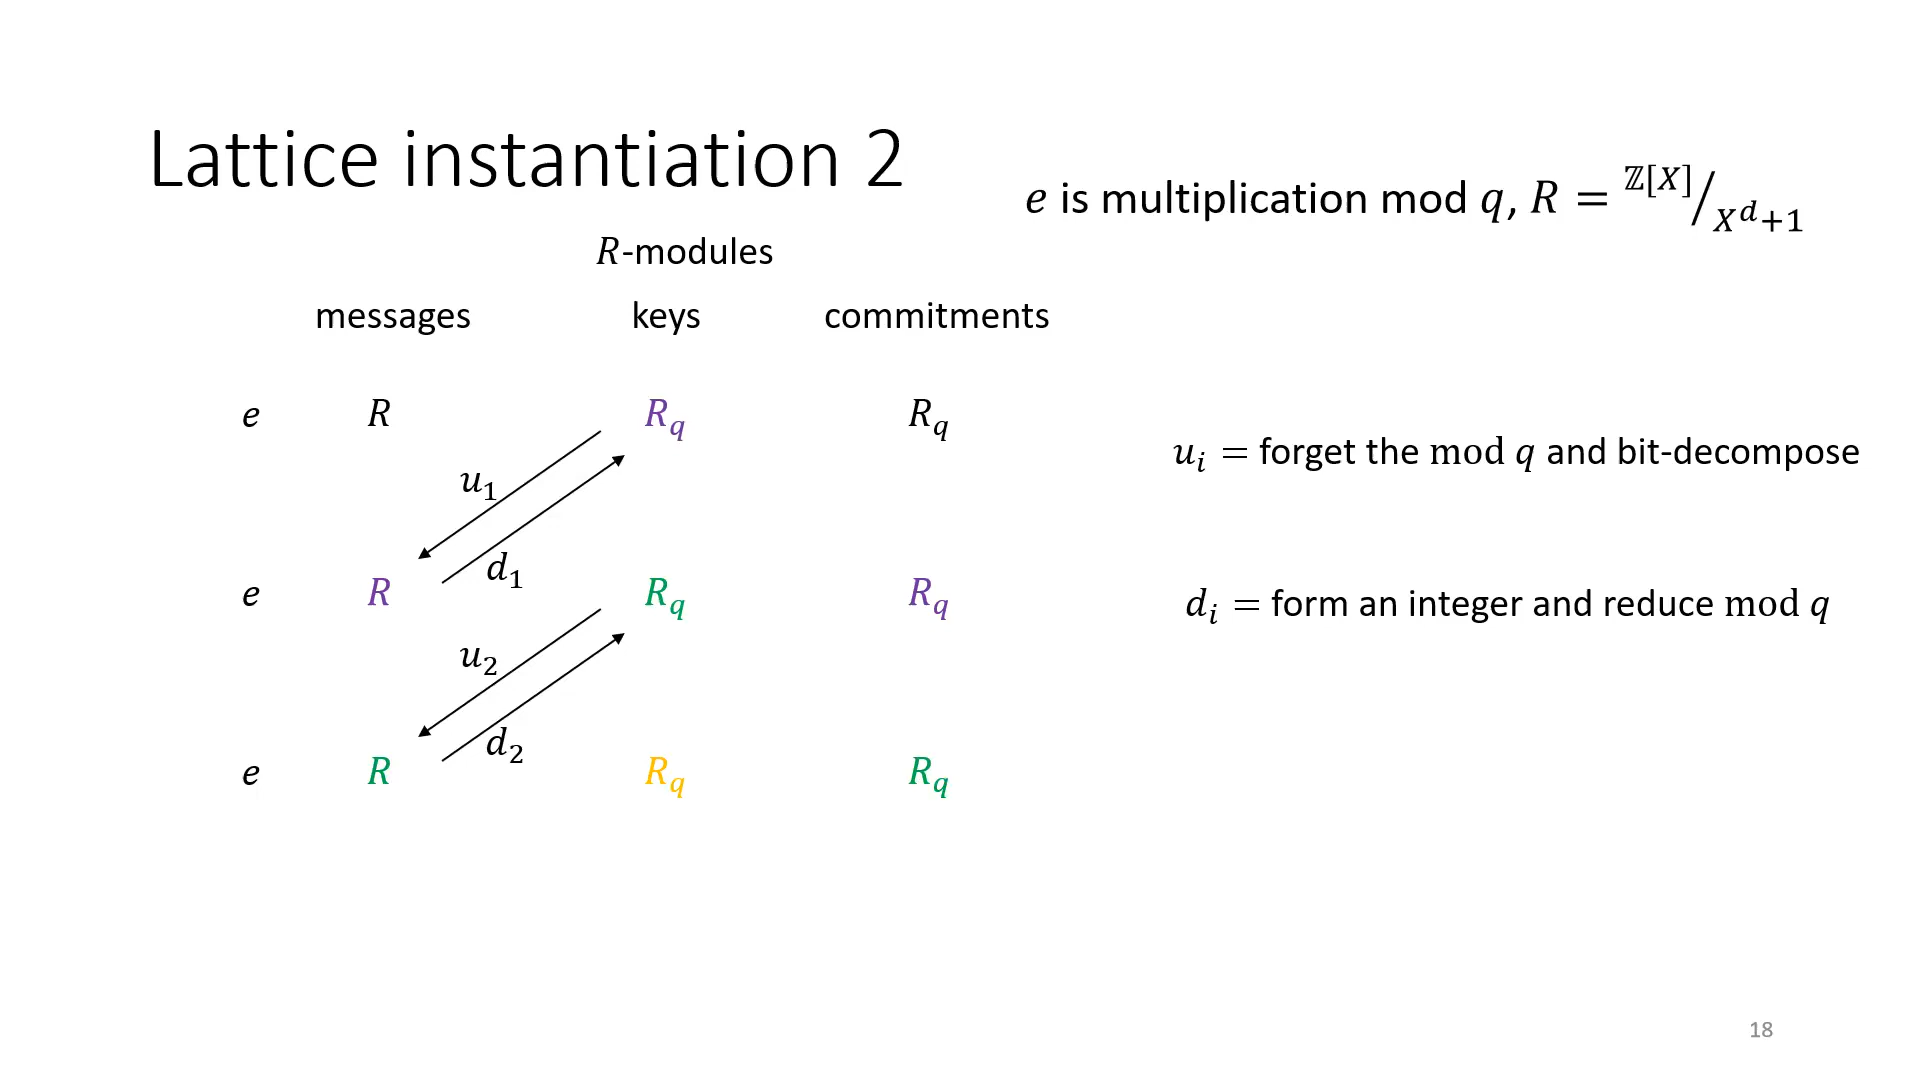 Lattice instantiation 2
e is multiplication mod q, R = ℤ[X]/X^d+1
R-modules
messages keys commitments
e R R_q R_q
u_i = forget the mod q and bit-decompose
u_1
d_1
e R R_q R_q
d_i = form an integer and reduce mod q
u_2
d_2
e R R_q R_q
18